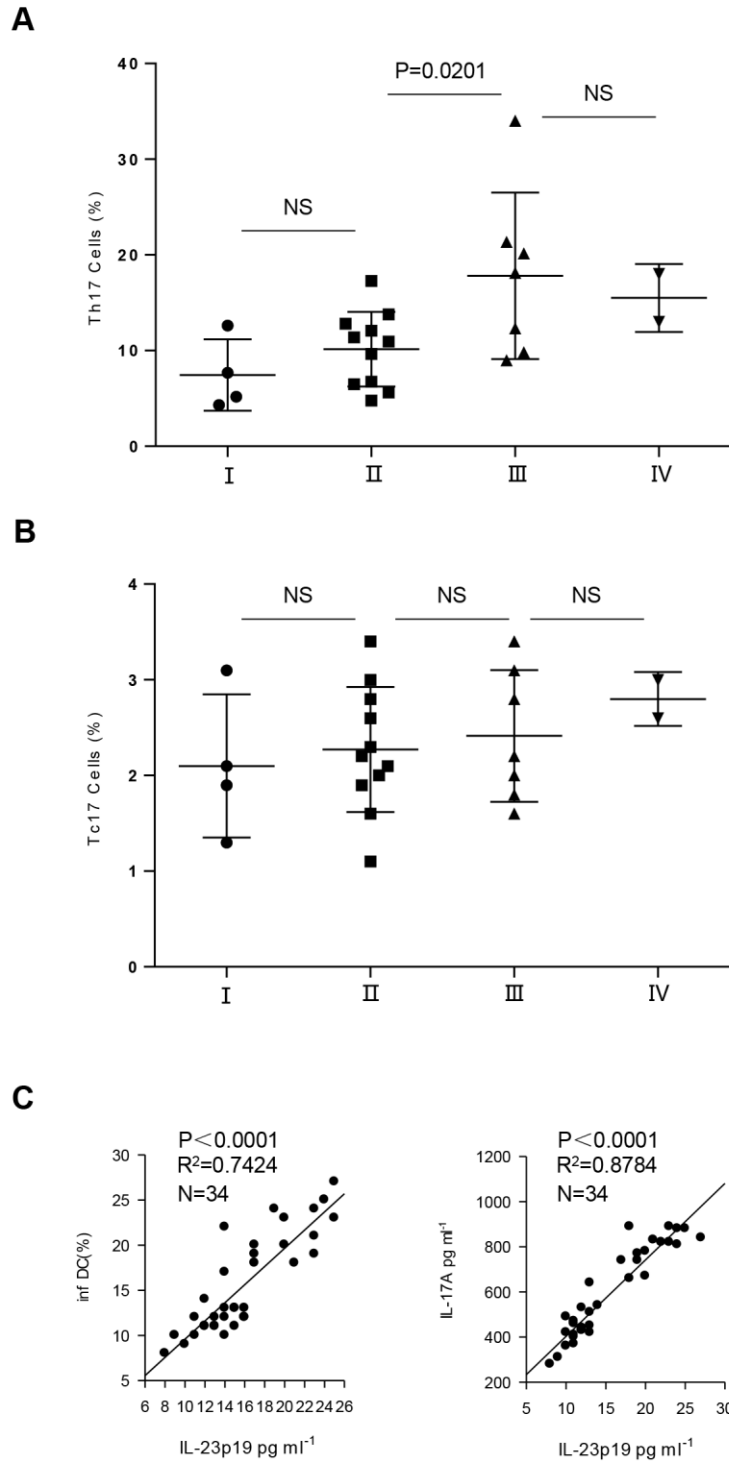 A
P=0.0201
NS
NS
40
30
20
10
0
Th17 Cells (%)
I
II
III
IV
B
NS
NS
NS
4
3
2
1
0
Tc17 Cells (%)
I
II
III
IV
C
P<0.0001
R²=0.7424
N=34
30
25
20
15
10
5
inf DC(%)
6 8 10 12 14 16 18 20 22 24 26
IL-23p19 pg ml⁻¹
P<0.0001
R²=0.8784
N=34
1200
1000
800
600
400
200
IL-17A pg ml⁻¹
5 10 15 20 25 30
IL-23p19 pg ml⁻¹